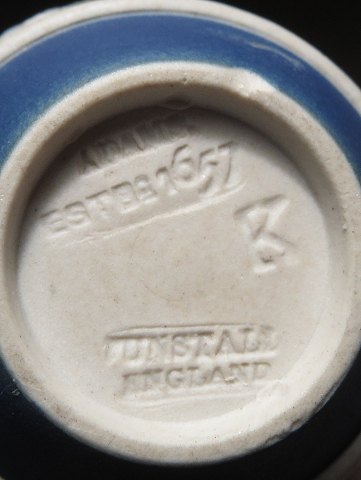 ADAMS
ESTBD 1657
TUNSTALL
ENGLAND